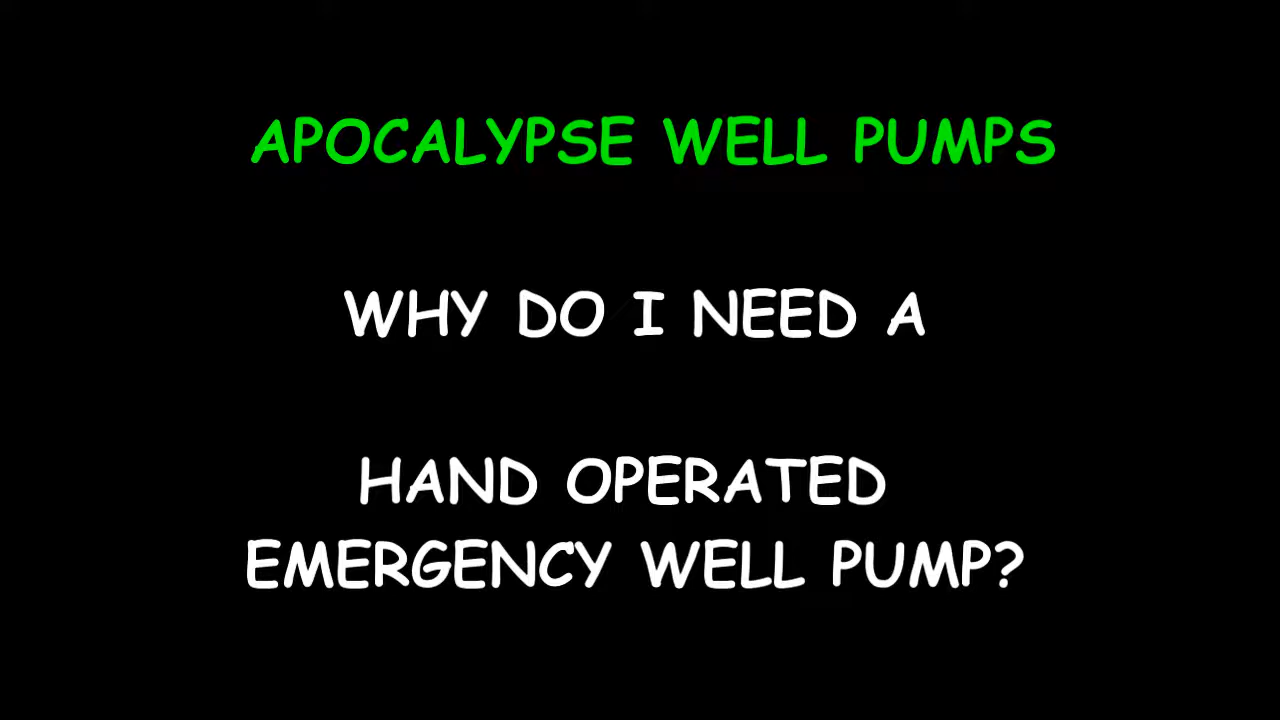 APOCALYPSE WELL PUMPS
WHY DO I NEED A
HAND OPERATED
EMERGENCY WELL PUMP?